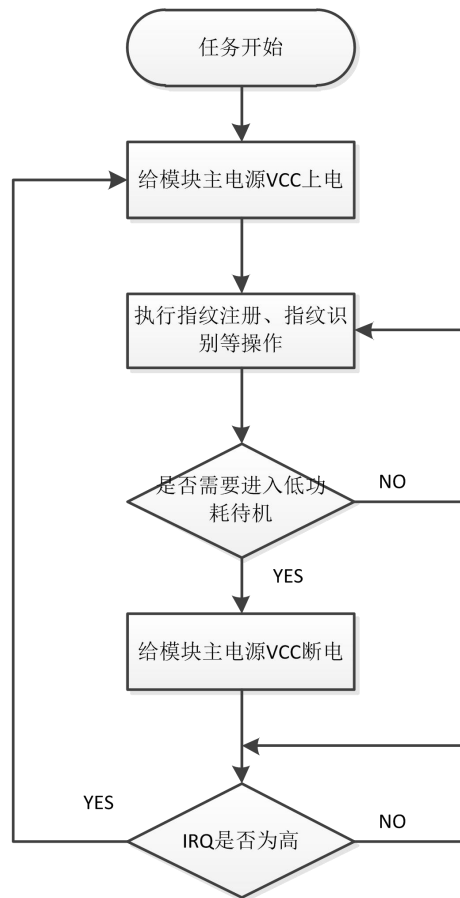 任务开始
给模块主电源VCC上电
执行指纹注册、指纹识
别等操作
是否需要进入低功
耗待机
NO
YES
给模块主电源VCC断电
YES
IRQ是否为高
NO